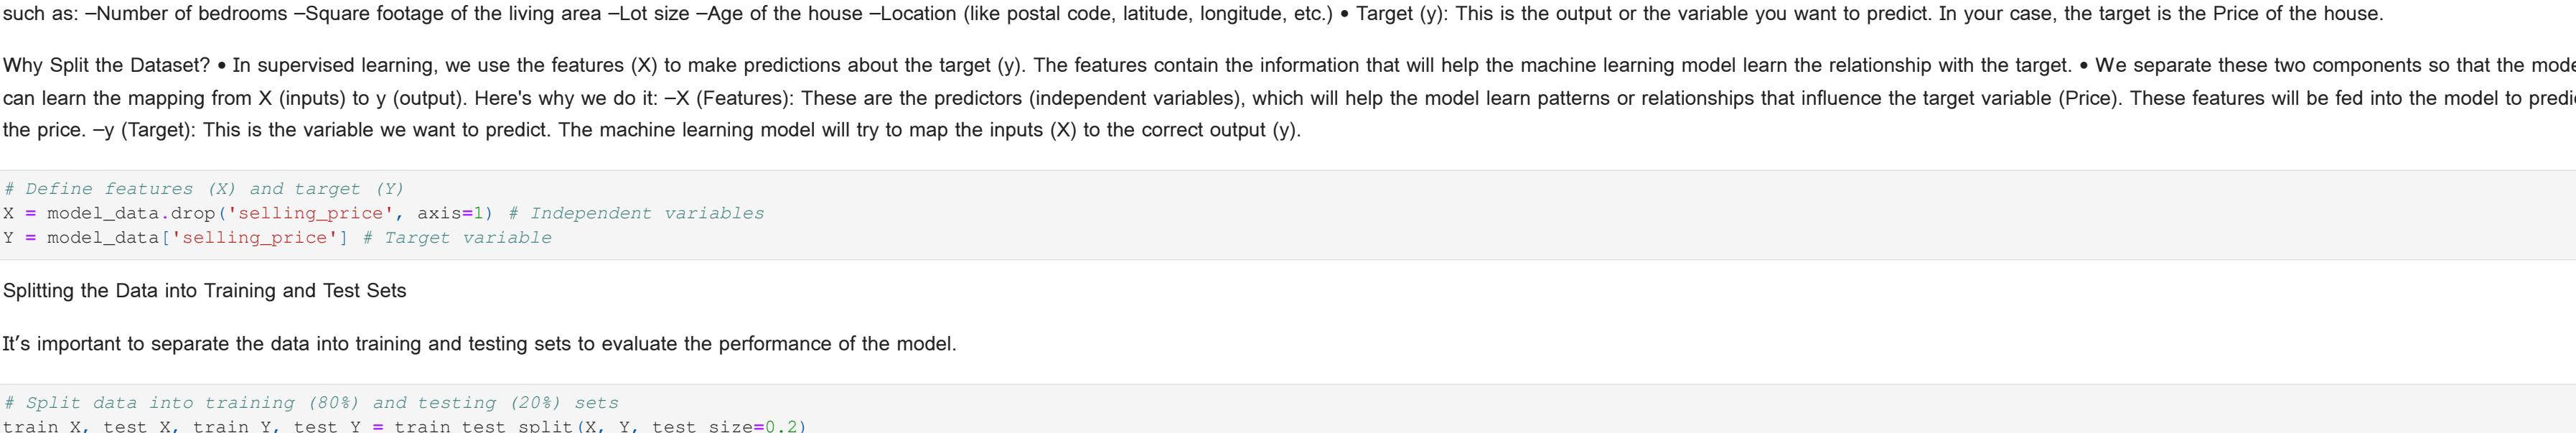 such as: –Number of bedrooms –Square footage of the living area –Lot size –Age of the house –Location (like postal code, latitude, longitude, etc.) • Target (y): This is the output or the variable you want to predict. In your case, the target is the Price of the house.
Why Split the Dataset? • In supervised learning, we use the features (X) to make predictions about the target (y). The features contain the information that will help the machine learning model learn the relationship with the target. • We separate these two components so that the mode
can learn the mapping from X (inputs) to y (output). Here's why we do it: –X (Features): These are the predictors (independent variables), which will help the model learn patterns or relationships that influence the target variable (Price). These features will be fed into the model to predi
the price. –y (Target): This is the variable we want to predict. The machine learning model will try to map the inputs (X) to the correct output (y).
# Define features (X) and target (Y)
X = model_data.drop('selling_price', axis=1) # Independent variables
Y = model_data['selling_price'] # Target variable
Splitting the Data into Training and Test Sets
It's important to separate the data into training and testing sets to evaluate the performance of the model.
# Split data into training (80%) and testing (20%) sets
train_X, test_X, train_Y, test_Y = train_test_split(X, Y, test_size=0.2)